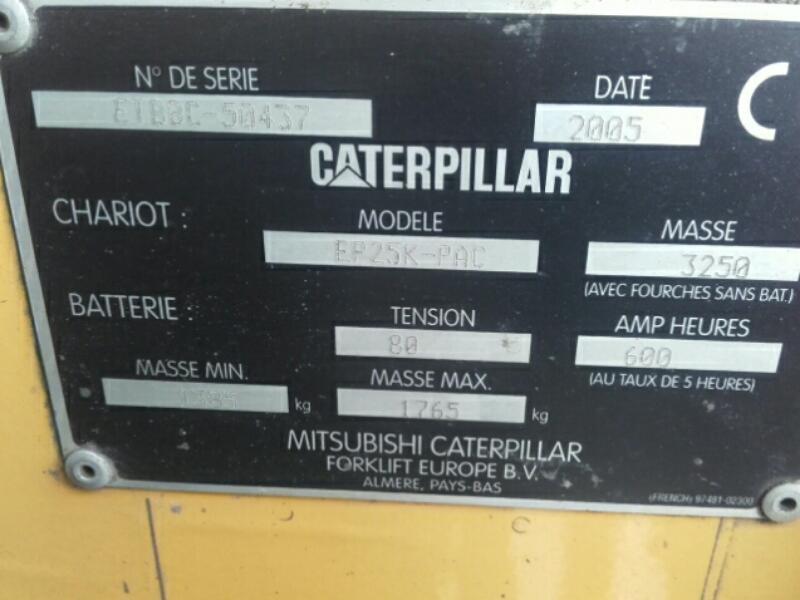 N° DE SERIE DATE
ETB8C-50437 2005
CATERPILLAR
CHARIOT : MODELE MASSE
EP25K-PAC 3250
(AVEC FOURCHES SANS BAT.)
BATTERIE : TENSION AMP HEURES
80 600
MASSE MIN. MASSE MAX. (AU TAUX DE 5 HEURES)
kg 1765 kg
MITSUBISHI CATERPILLAR
FORKLIFT EUROPE B.V.
ALMERE, PAYS-BAS
(FRENCH) 97481-02300